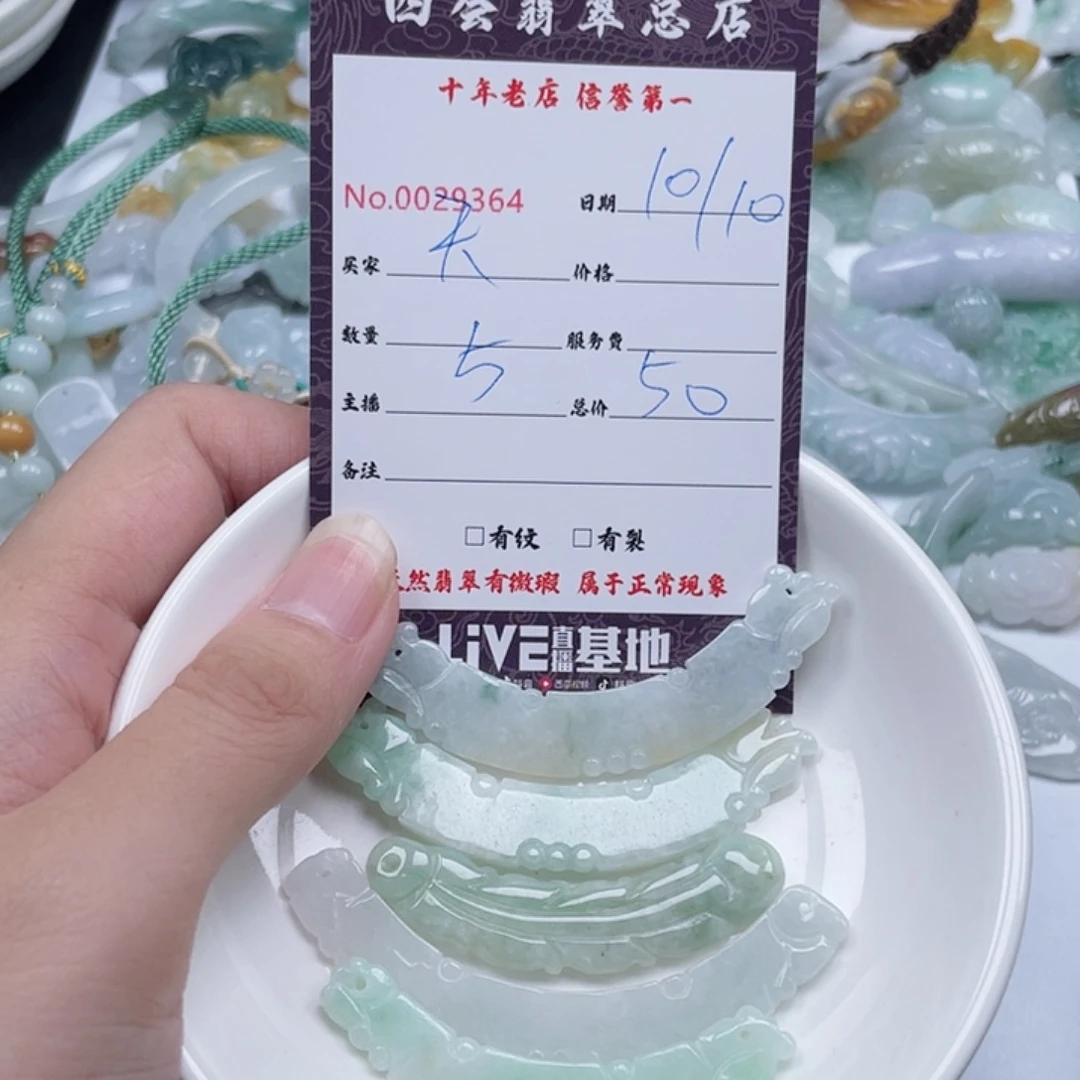 四会翡翠总店
十年老店 信誉第一
No.0029364 日期 10/10
买家 天 价格
数量 服务费
主播 5 总价 50
备注
□有纹 □有裂
天然翡翠有微瑕 属于正常现象
LiVE直播基地